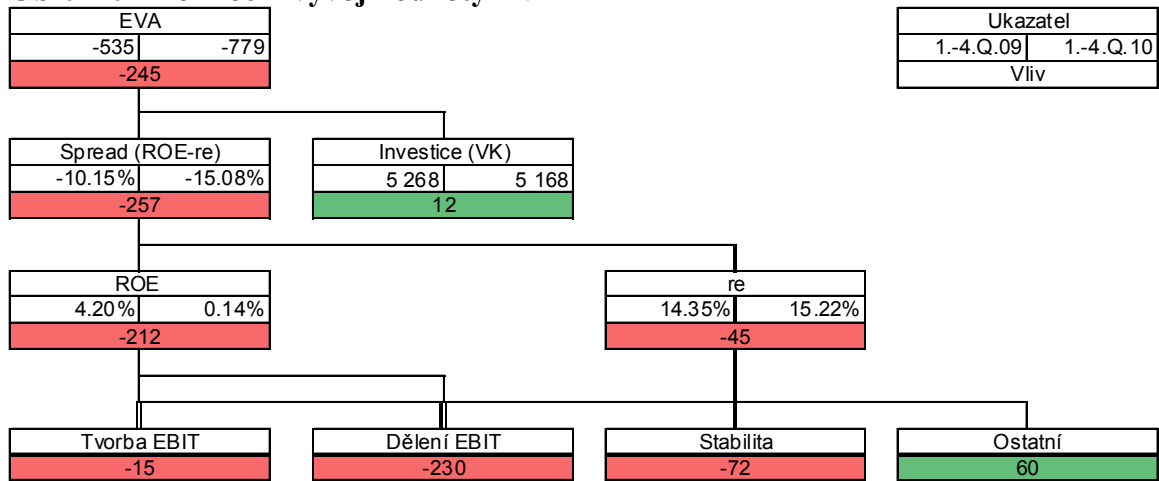 EVA
-535 -779
-245
Ukazatel
1.-4.Q.09 1.-4.Q.10
Vliv
Spread (ROE-re)
-10.15% -15.08%
-257
Investice (VK)
5 268 5 168
12
ROE
4.20% 0.14%
-212
re
14.35% 15.22%
-45
Tvorba EBIT
-15
Dělení EBIT
-230
Stabilita
-72
Ostatní
60